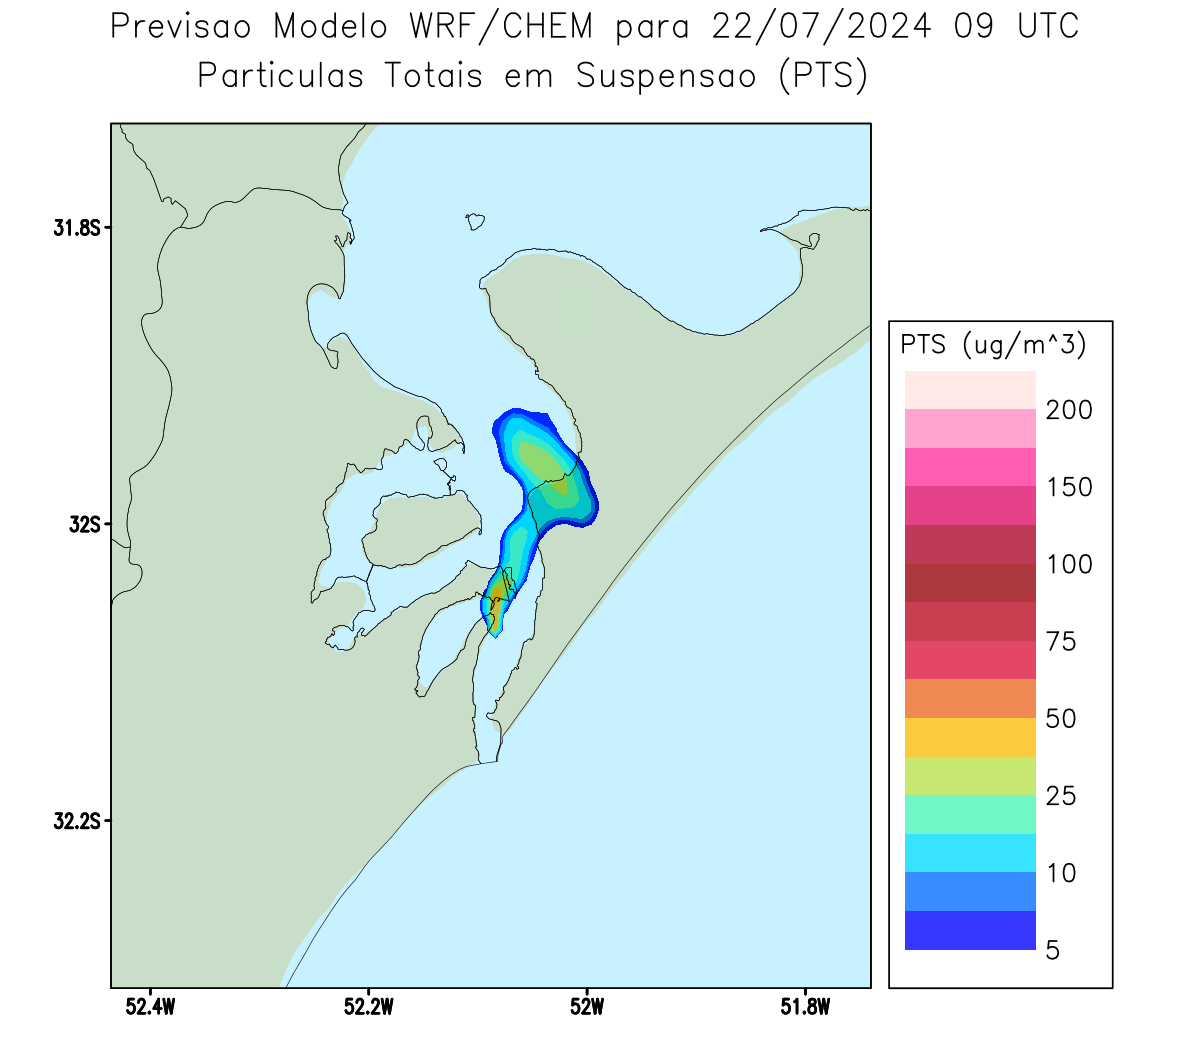 Previsao Modelo WRF/CHEM para 22/07/2024 09 UTC
Particulas Totais em Suspensao (PTS)
31.8S
32S
32.2S
52.4W
52.2W
52W
51.8W
PTS (ug/m^3)
200
150
100
75
50
25
10
5